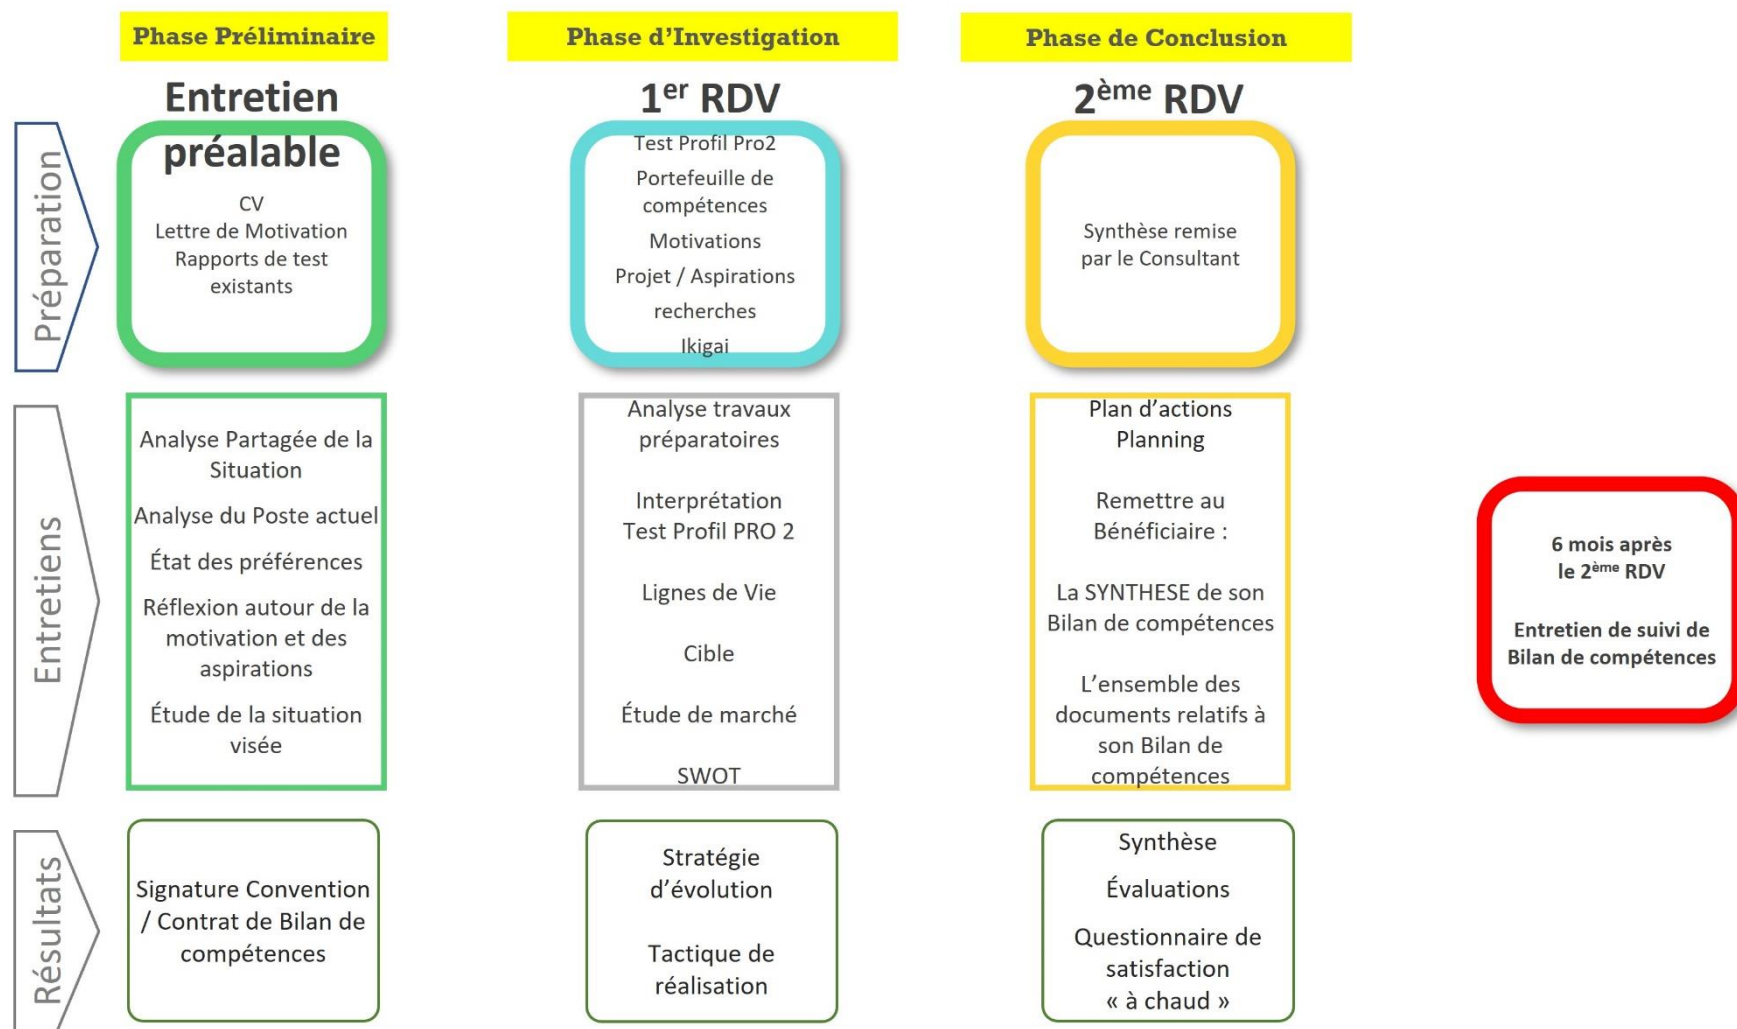 Phase Préliminaire
Phase d'Investigation
Phase de Conclusion
Entretien
préalable
1er RDV
2ème RDV
Préparation
CV
Lettre de Motivation
Rapports de test
existants
Test Profil Pro2
Portefeuille de
compétences
Motivations
Projet / Aspirations
recherches
Ikigai
Synthèse remise
par le Consultant
Entretiens
Analyse Partagée de la
Situation
Analyse du Poste actuel
État des préférences
Réflexion autour de la
motivation et des
aspirations
Étude de la situation
visée
Analyse travaux
préparatoires
Interprétation
Test Profil PRO 2
Lignes de Vie
Cible
Étude de marché
SWOT
Plan d'actions
Planning
Remettre au
Bénéficiaire :
La SYNTHESE de son
Bilan de compétences
L'ensemble des
documents relatifs à
son Bilan de
compétences
6 mois après
le 2ème RDV
Entretien de suivi de
Bilan de compétences
Résultats
Signature Convention
/ Contrat de Bilan de
compétences
Stratégie
d'évolution
Tactique de
réalisation
Synthèse
Évaluations
Questionnaire de
satisfaction
« à chaud »